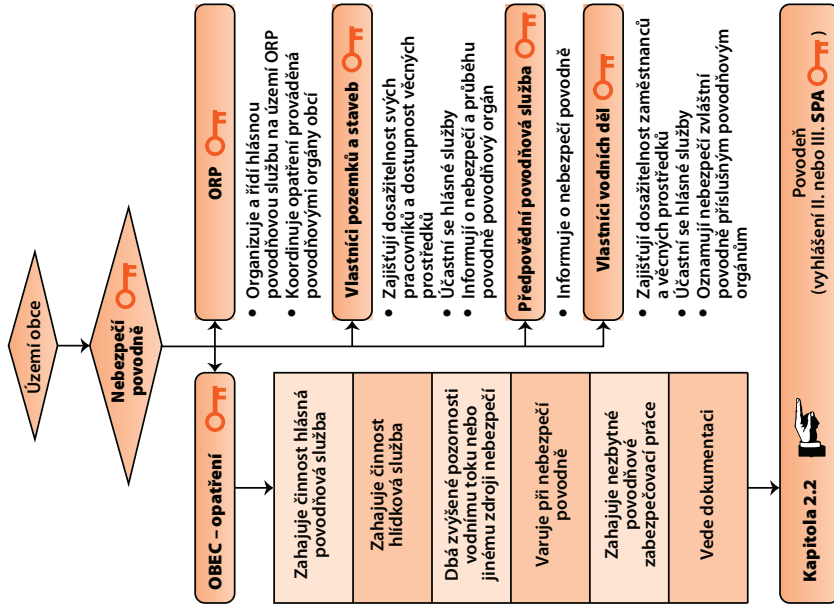 Území obce
Nebezpečí
povodně
OBEC – opatření
Zahajuje činnost hlásná
povodňová služba
Zahajuje činnost
hlídková služba
Dbá zvýšené pozornosti
vodnímu toku nebo
jinému zdroji nebezpečí
Varuje při nebezpečí
povodně
Zahajuje nezbytné
povodňové
zabezpečovací práce
Vede dokumentaci
ORP
• Organizuje a řídí hlásnou
povodňovou službu na území ORP
• Koordinuje opatření prováděná
povodňovými orgány obcí
Vlastníci pozemků a staveb
• Zajišťují dosažitelnost svých
pracovníků a dostupnost věcných
prostředků
• Účastní se hlásné služby
• Informují o nebezpečí a průběhu
povodně povodňový orgán
Předpovědní povodňová služba
• Informuje o nebezpečí povodně
Vlastníci vodních děl
• Zajišťují dosažitelnost zaměstnanců
a věcných prostředků
• Účastní se hlásné služby
• Oznamují nebezpečí zvláštní
povodně příslušným povodňovým
orgánům
Kapitola 2.2
Povodeň
(vyhlášení II. nebo III. SPA )